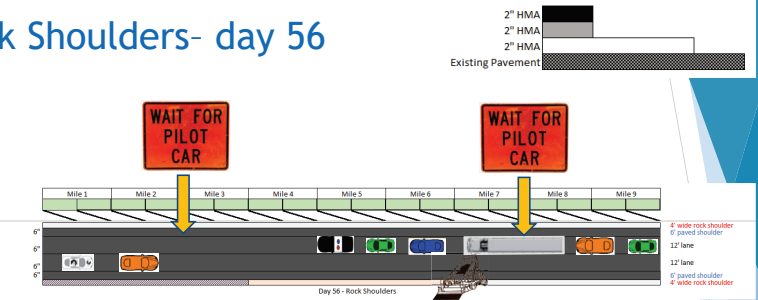 k Shoulders– day 56
2" HMA
2" HMA
2" HMA
Existing Pavement
WAIT FOR
PILOT
CAR
WAIT FOR
PILOT
CAR
Mile 1 Mile 2 Mile 3 Mile 4 Mile 5 Mile 6 Mile 7 Mile 8 Mile 9
4' wide rock shoulder
6" 6' paved shoulder
6" 12' lane
6" 12' lane
6" 6' paved shoulder
4' wide rock shoulder
Day 56 - Rock Shoulders